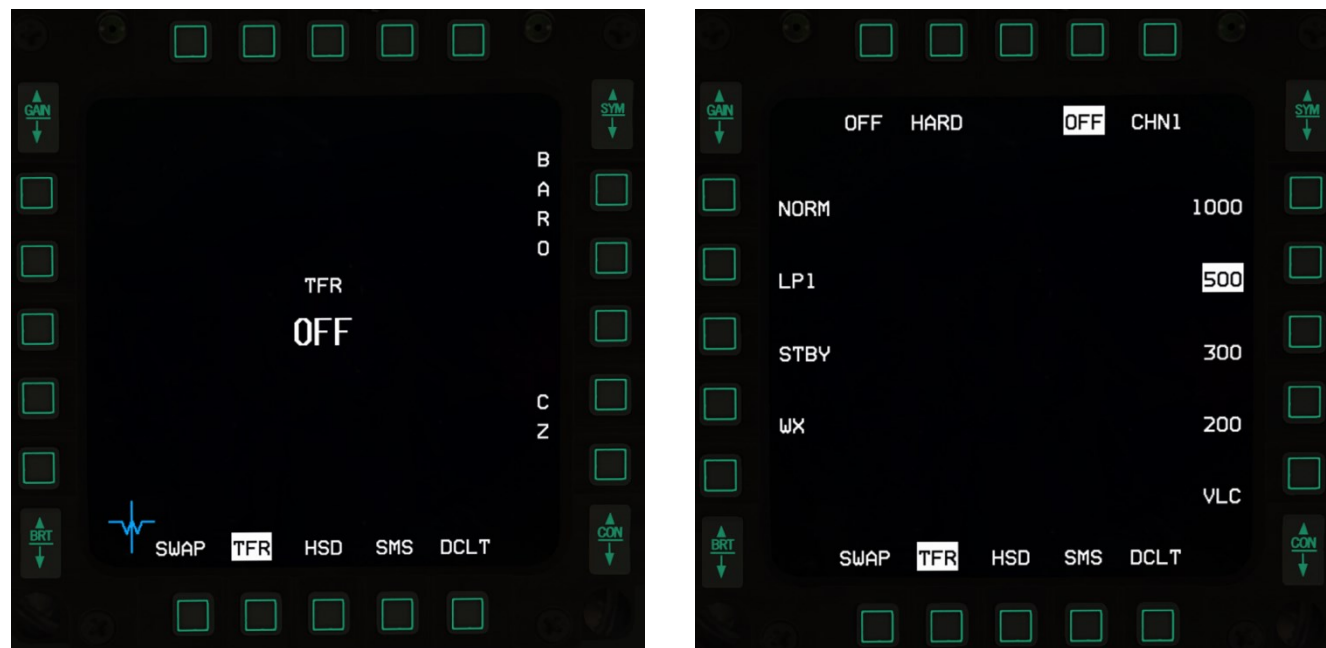 GAIN
SYM
B
A
R
O
TFR
OFF
C
Z
BRT
CON
SWAP TFR HSD SMS DCLT
GAIN
SYM
OFF HARD OFF CHN1
NORM 1000
LP1 500
STBY 300
WX 200
VLC
BRT
CON
SWAP TFR HSD SMS DCLT